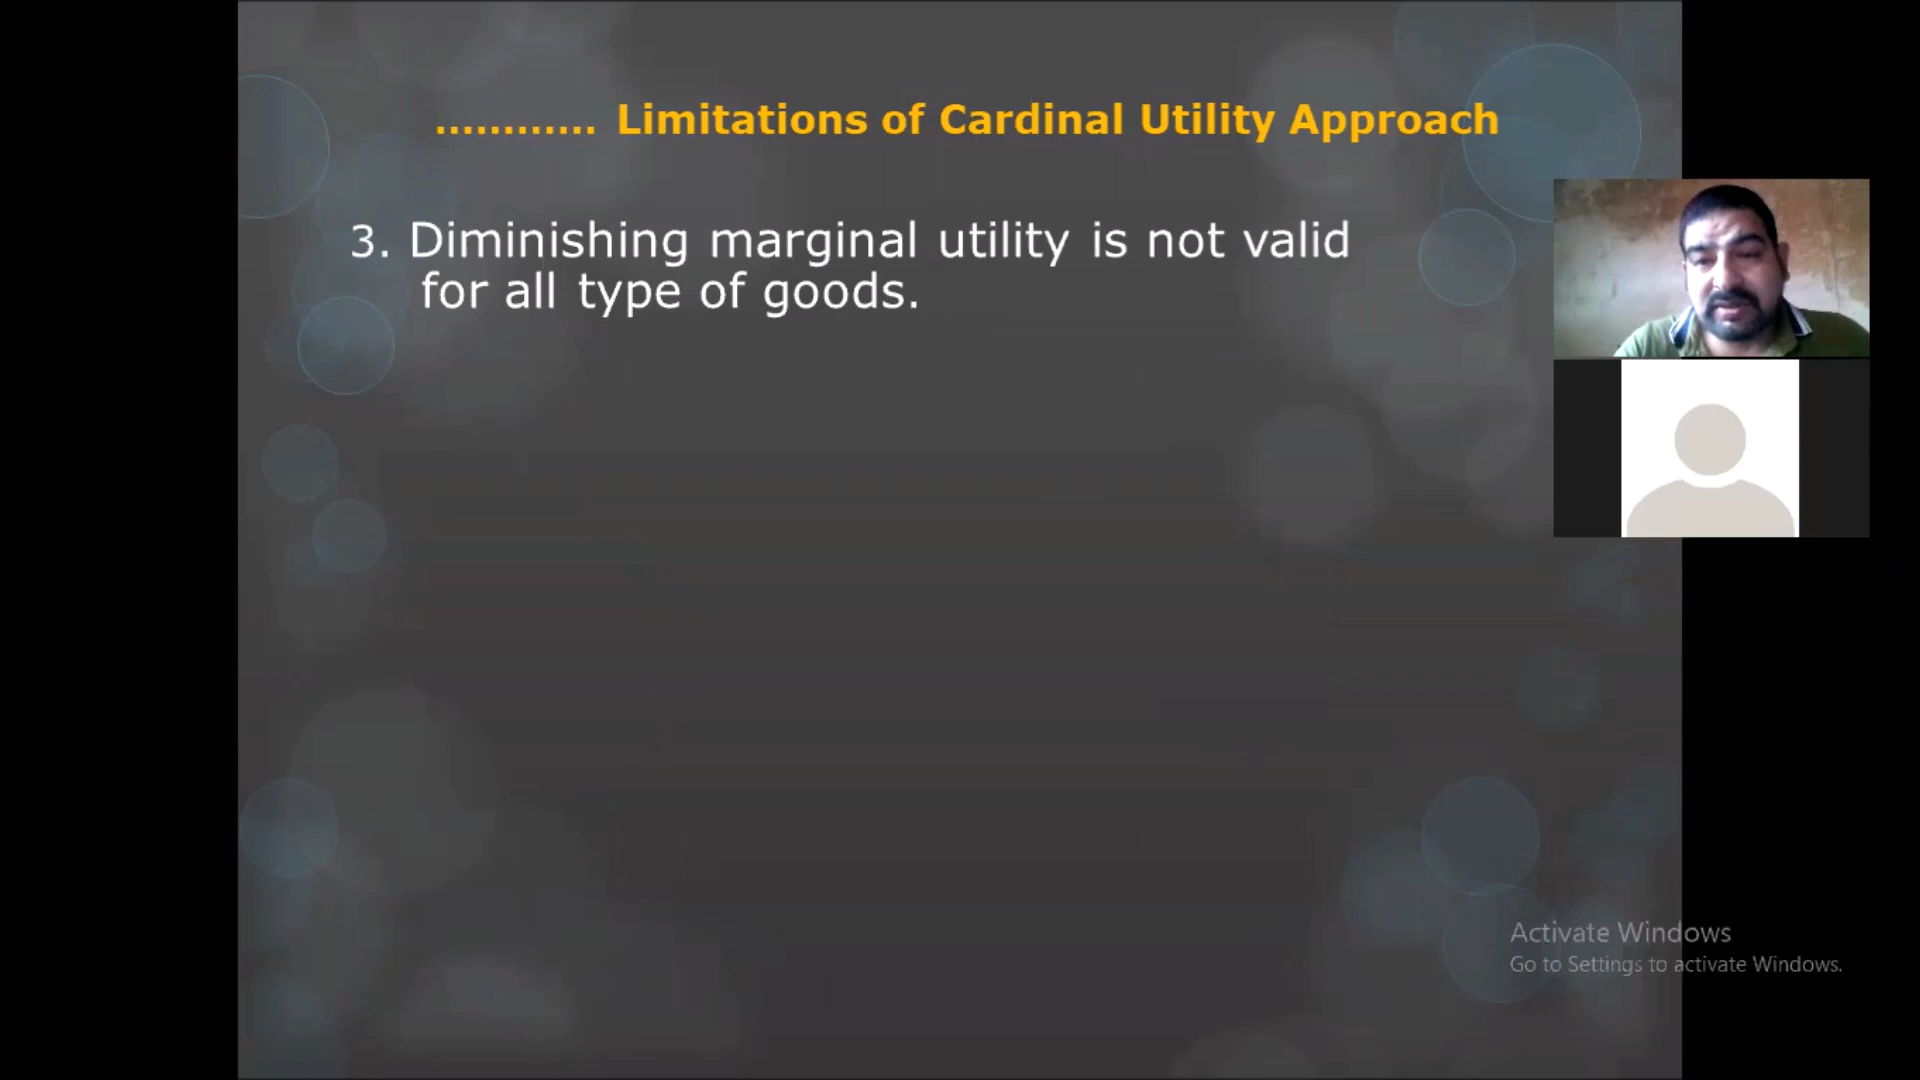 ............ Limitations of Cardinal Utility Approach
3. Diminishing marginal utility is not valid
for all type of goods.
Activate Windows
Go to Settings to activate Windows.